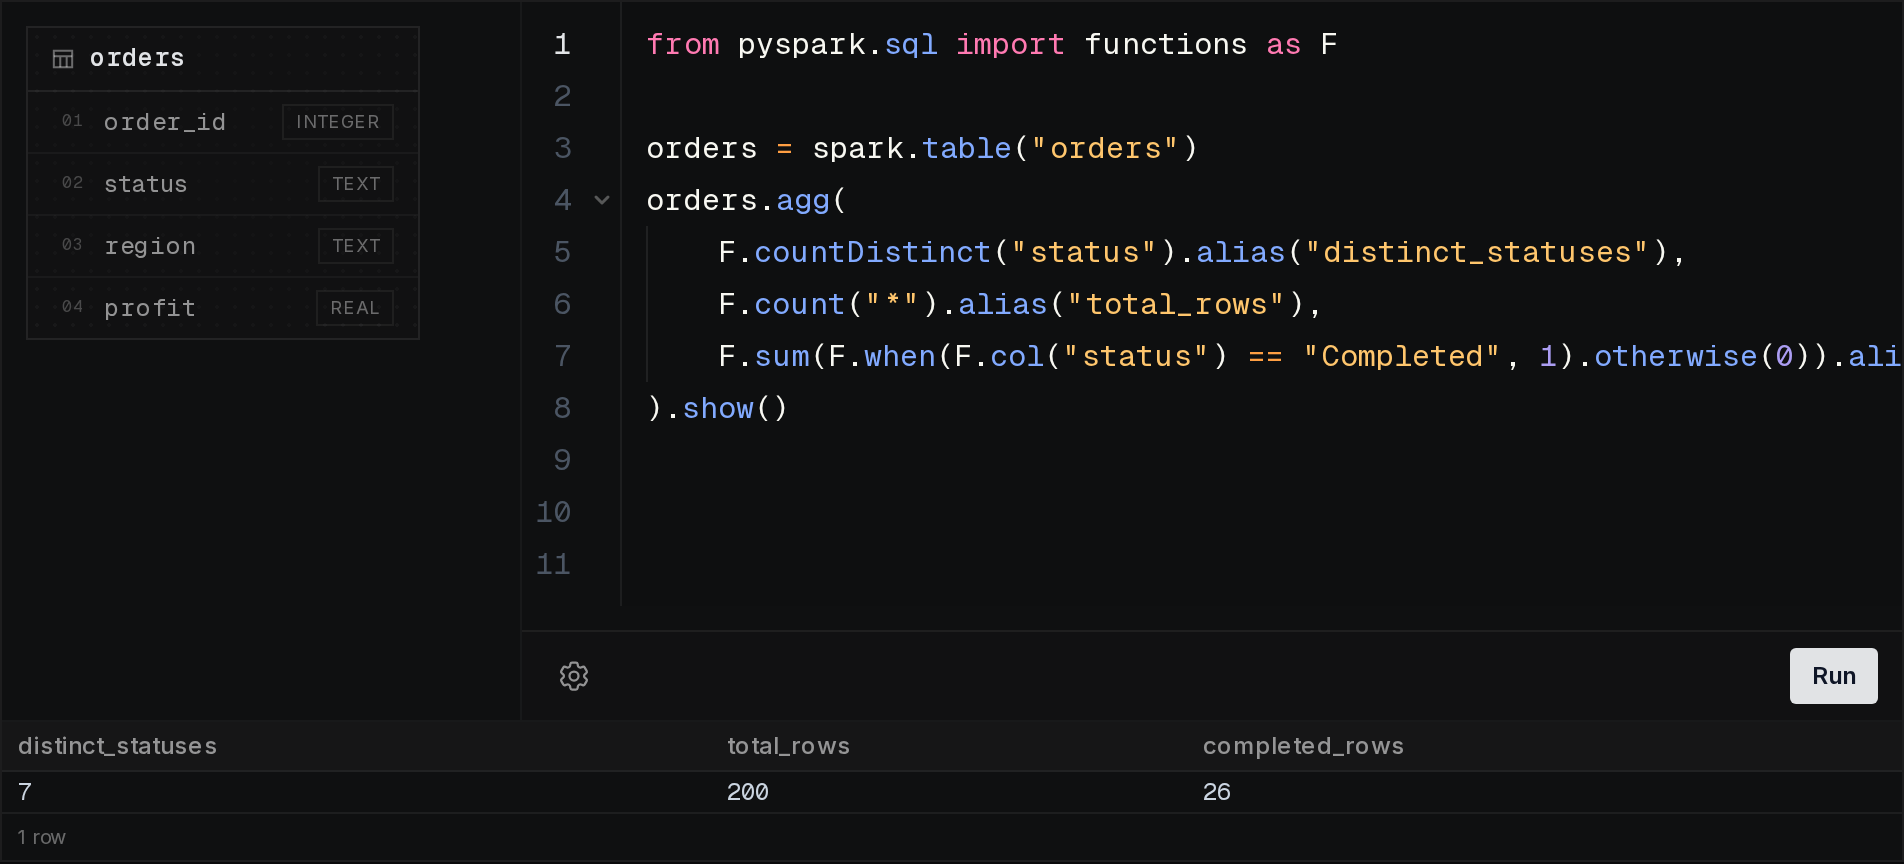 orders
01 order_id INTEGER
02 status TEXT
03 region TEXT
04 profit REAL
1 from pyspark.sql import functions as F
2
3 orders = spark.table("orders")
4 orders.agg(
5 F.countDistinct("status").alias("distinct_statuses"),
6 F.count("*").alias("total_rows"),
7 F.sum(F.when(F.col("status") == "Completed", 1).otherwise(0)).ali
8 ).show()
9
10
11
Run
distinct_statuses total_rows completed_rows
7 200 26
1 row